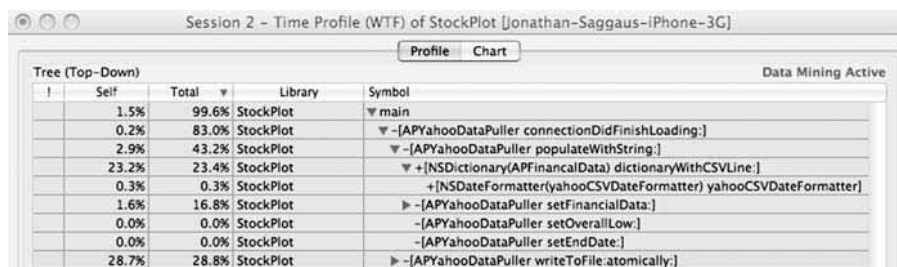 Session 2 – Time Profile (WTF) of StockPlot [Jonathan-Saggaus-iPhone-3G]
Profile Chart
Tree (Top-Down) Data Mining Active
! Self Total ▼ Library Symbol
1.5% 99.6% StockPlot ▼ main
0.2% 83.0% StockPlot ▼ -[APYahooDataPuller connectionDidFinishLoading:]
2.9% 43.2% StockPlot ▼ -[APYahooDataPuller populateWithString:]
23.2% 23.4% StockPlot ▼ +[NSDictionary(APFinancalData) dictionaryWithCSVLine:]
0.3% 0.3% StockPlot +[NSDateFormatter(yahooCSVDateFormatter) yahooCSVDateFormatter]
1.6% 16.8% StockPlot ▶ -[APYahooDataPuller setFinancialData:]
0.0% 0.0% StockPlot -[APYahooDataPuller setOverallLow:]
0.0% 0.0% StockPlot -[APYahooDataPuller setEndDate:]
28.7% 28.8% StockPlot ▶ -[APYahooDataPuller writeToFile:atomically:]